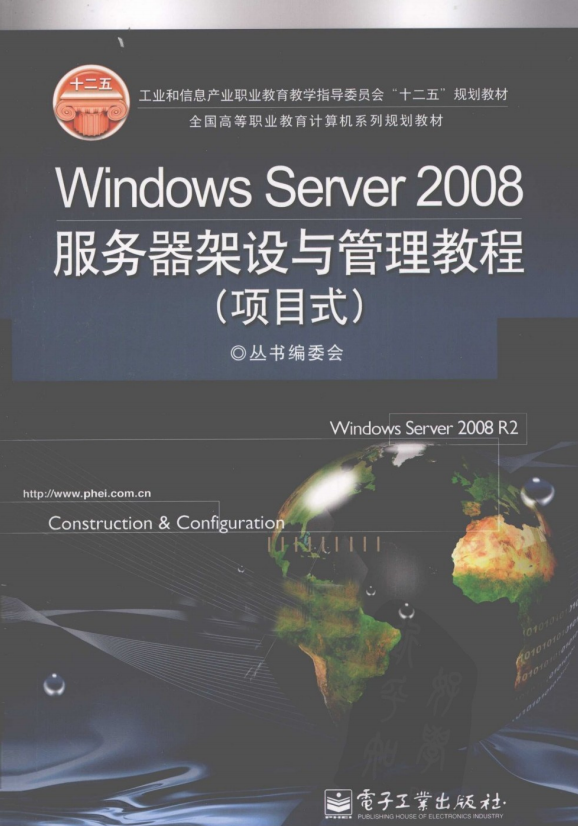 十二五
工业和信息产业职业教育教学指导委员会“十二五”规划教材
全国高等职业教育计算机系列规划教材
Windows Server 2008
服务器架设与管理教程
（项目式）
◎丛书编委会
Windows Server 2008 R2
http://www.phei.com.cn
Construction & Configuration
電子工業出版社·
PUBLISHING HOUSE OF ELECTRONICS INDUSTRY